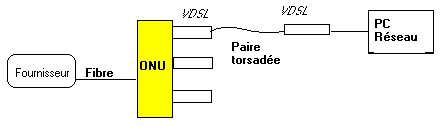 VDSL
VDSL
PC
Réseau
Paire
torsadée
ONU
Fournisseur
Fibre